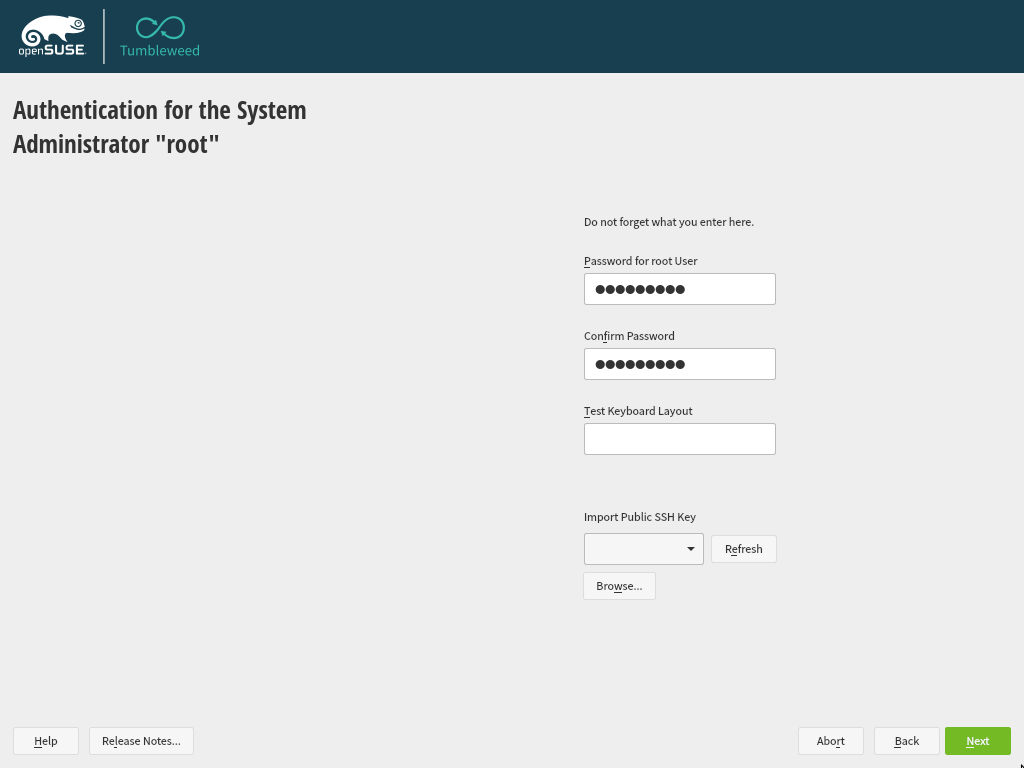 openSUSE
Tumbleweed
Authentication for the System
Administrator "root"
Do not forget what you enter here.
Password for root User
●●●●●●●●●
Confirm Password
●●●●●●●●●
Test Keyboard Layout
Import Public SSH Key
Refresh
Browse...
Help
Release Notes...
Abort
Back
Next